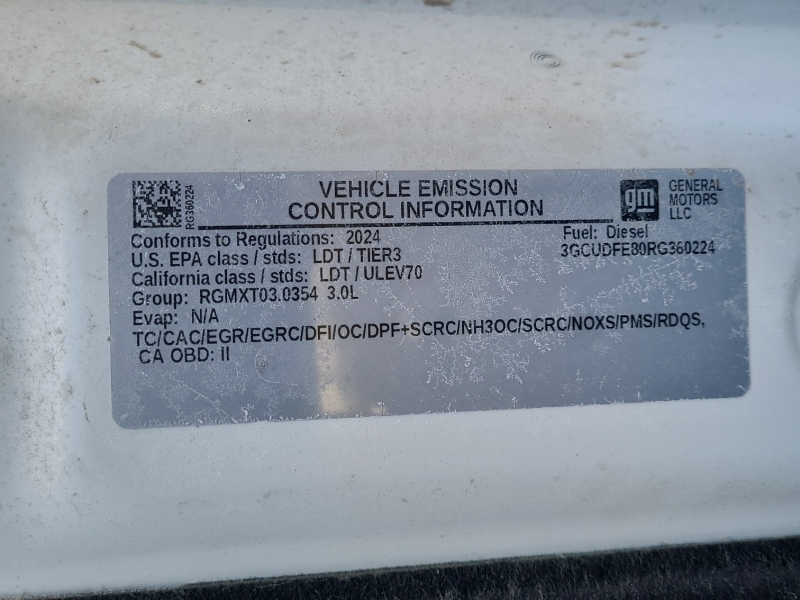 RG360224
VEHICLE EMISSION
CONTROL INFORMATION
gm
GENERAL
MOTORS
LLC
Conforms to Regulations: 2024
Fuel: Diesel
U.S. EPA class / stds: LDT / TIER3
3GCUDFE80RG360224
California class / stds: LDT / ULEV70
Group: RGMXT03.0354 3.0L
Evap: N/A
TC/CAC/EGR/EGRC/DFI/OC/DPF+SCRC/NH3OC/SCRC/NOXS/PMS/RDQS,
CA OBD: II